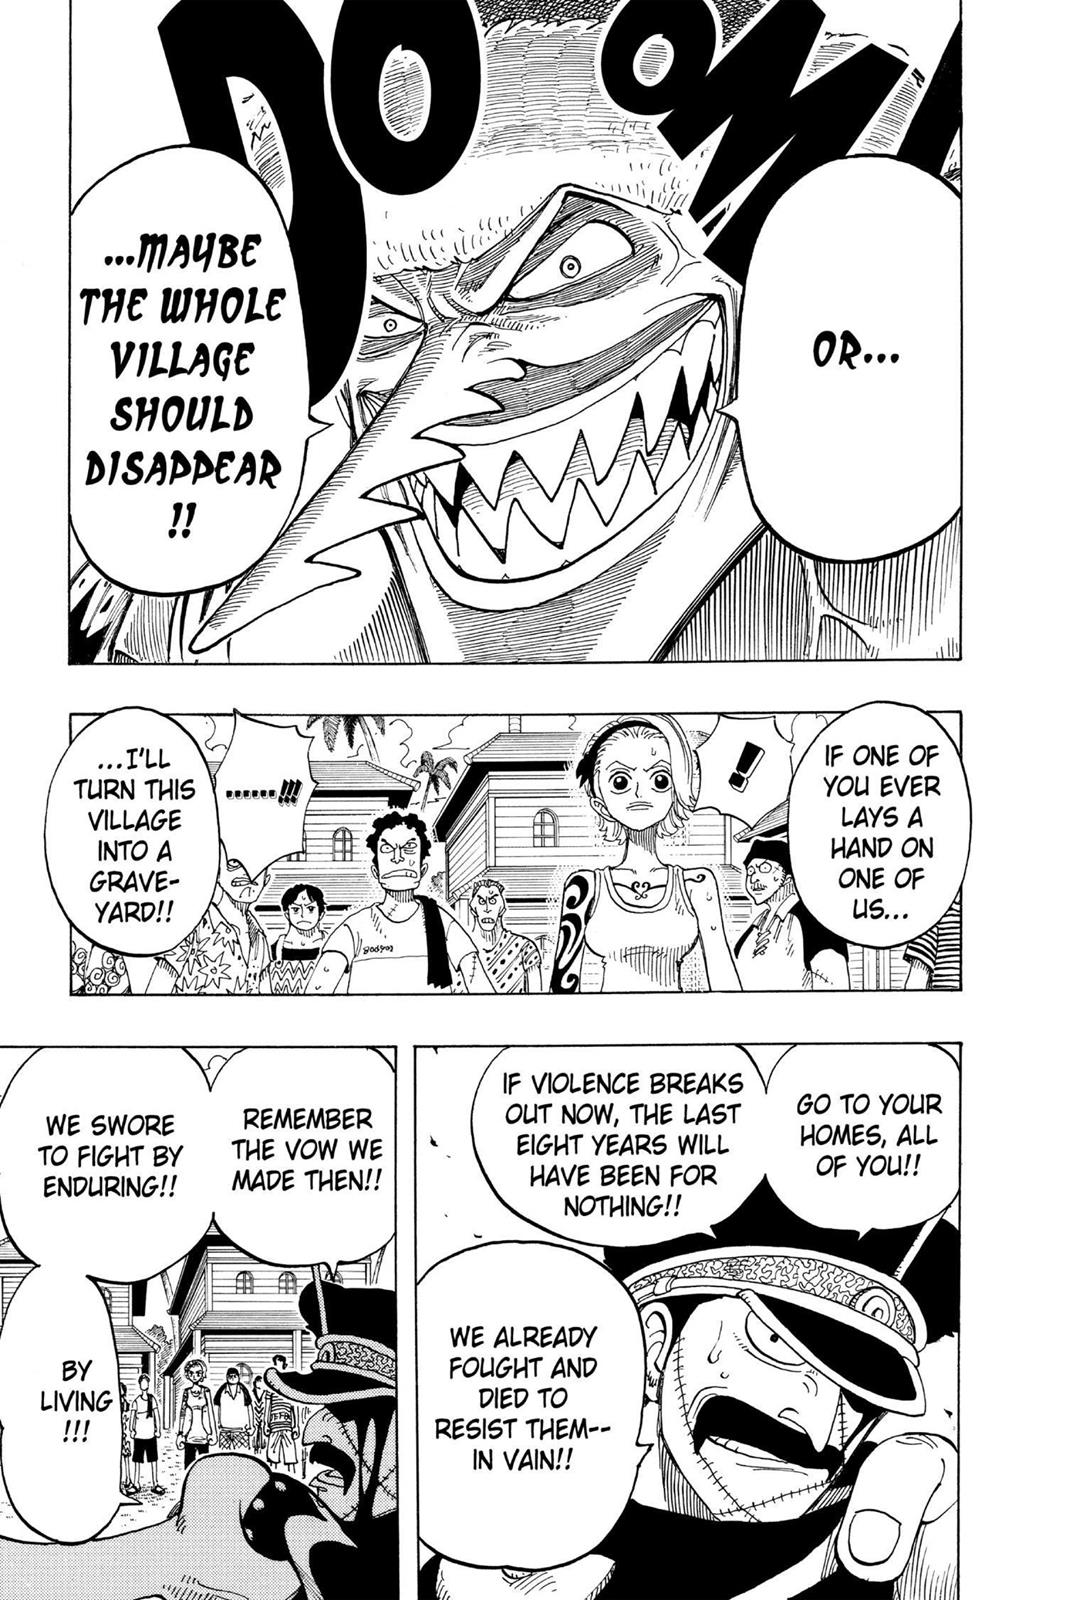 DOOM!
OR...
...MAYBE
THE WHOLE
VILLAGE
SHOULD
DISAPPEAR
!!
IF ONE OF
YOU EVER
LAYS A
HAND ON
ONE OF
US...
!!
.......!!!
...I'LL
TURN THIS
VILLAGE
INTO A
GRAVE-
YARD!!
GO TO YOUR
HOMES, ALL
OF YOU!!
IF VIOLENCE BREAKS
OUT NOW, THE LAST
EIGHT YEARS WILL
HAVE BEEN FOR
NOTHING!!
WE ALREADY
FOUGHT AND
DIED TO
RESIST THEM--
IN VAIN!!
REMEMBER
THE VOW WE
MADE THEN!!
WE SWORE
TO FIGHT BY
ENDURING!!
BY
LIVING
!!!